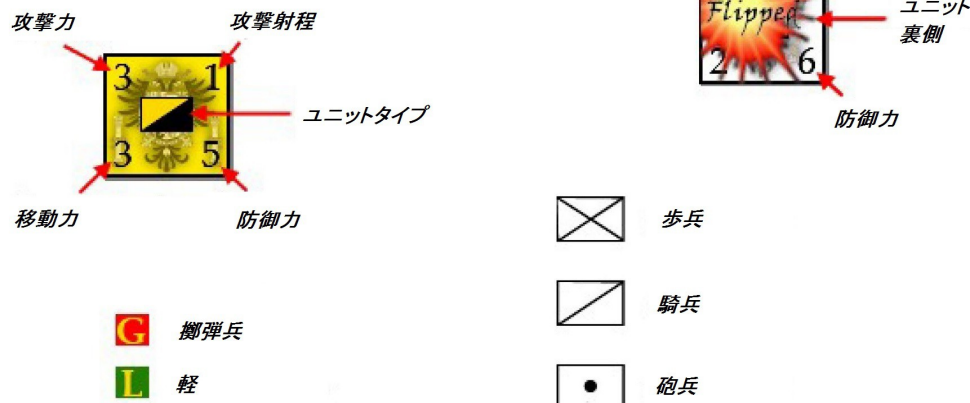 攻撃力
攻撃射程
3 1
ユニットタイプ
3 5
移動力
防御力
Flipped
ユニット
裏側
2 6
防御力
歩兵
騎兵
G 擲弾兵
L 軽
砲兵